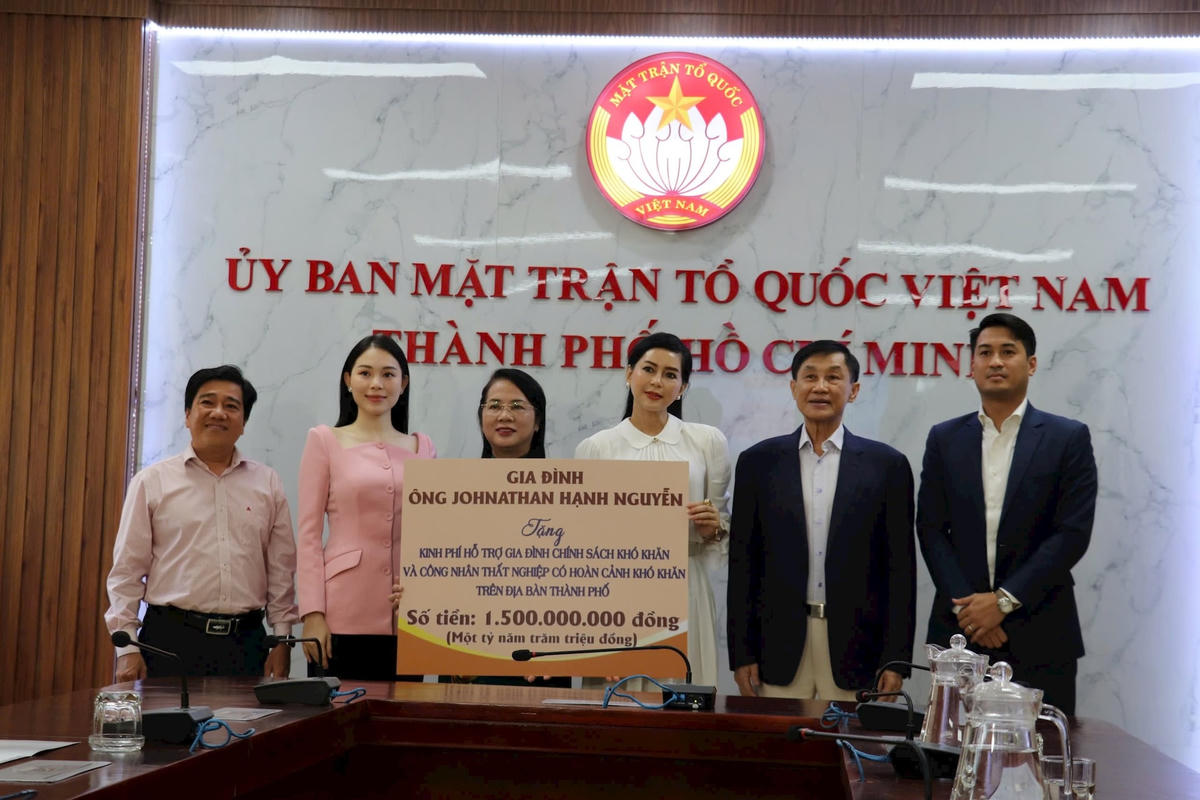 MẶT TRẬN TỔ QUỐC
VIỆT NAM
ỦY BAN MẶT TRẬN TỔ QUỐC VIỆT NAM
THÀNH PHỐ HỒ CHÍ MINH
GIA ĐÌNH
ÔNG JOHNATHAN HẠNH NGUYỄN
Tặng
KINH PHÍ HỖ TRỢ GIA ĐÌNH CHÍNH SÁCH KHÓ KHĂN
VÀ CÔNG NHÂN THẤT NGHIỆP CÓ HOÀN CẢNH KHÓ KHĂN
TRÊN ĐỊA BÀN THÀNH PHỐ
Số tiền: 1.500.000.000 đồng
(Một tỷ năm trăm triệu đồng)